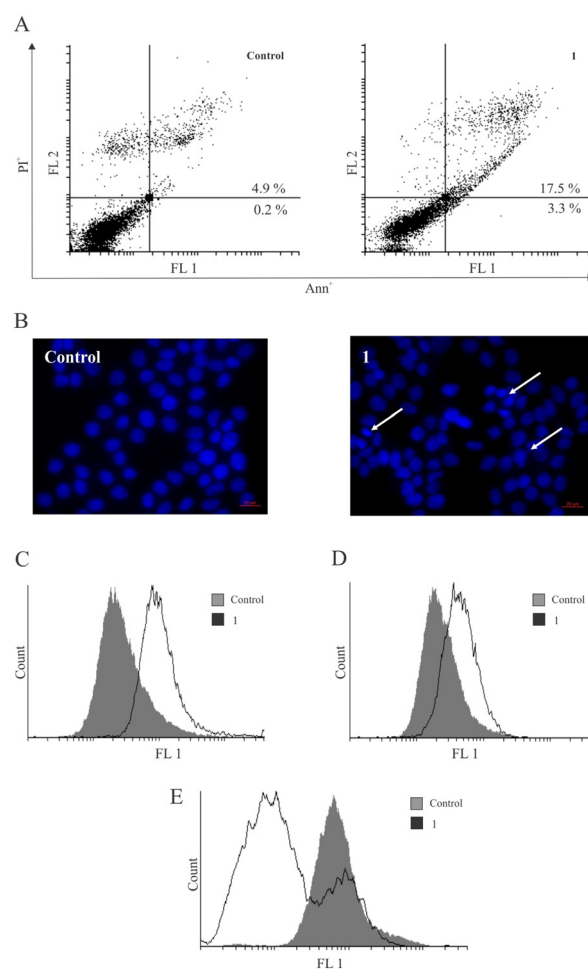 A
Control
1
PI+
FL 2
4.9 %
0.2 %
FL 1
FL 2
17.5 %
3.3 %
FL 1
Ann+
B
Control
1
C
Control
1
Count
FL 1
D
Control
1
Count
FL 1
E
Control
1
Count
FL 1